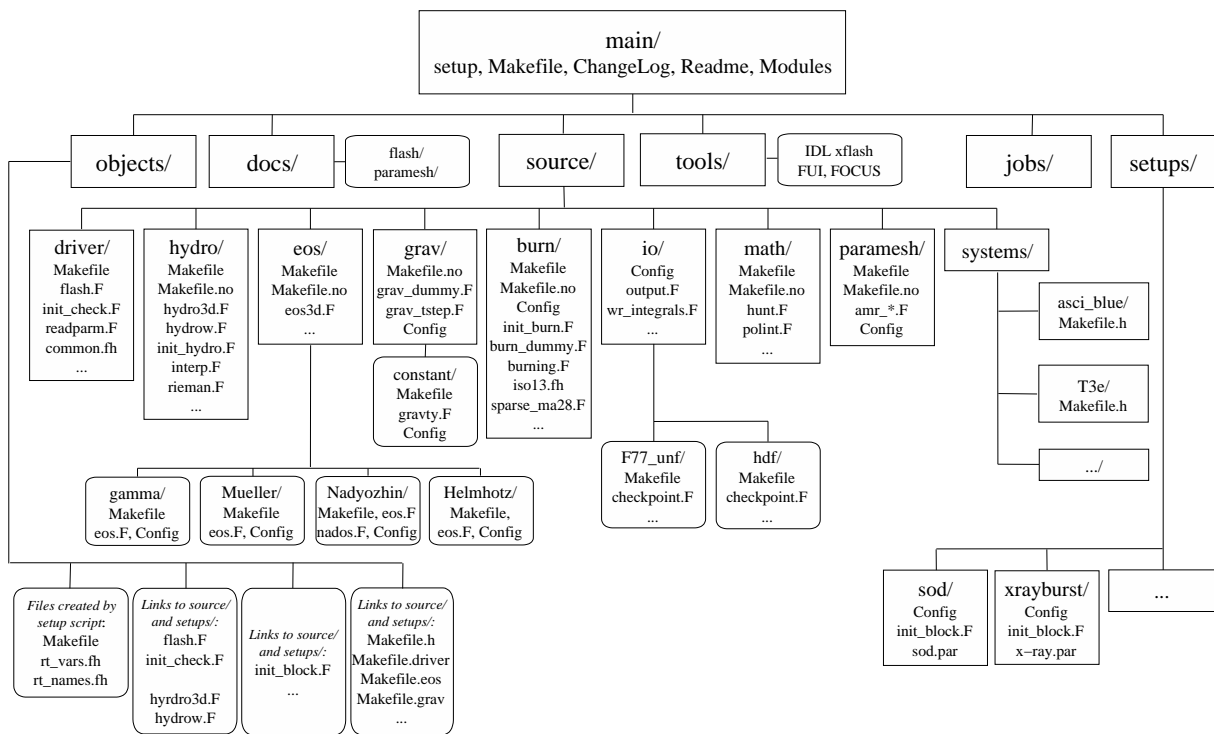 main/
setup, Makefile, ChangeLog, Readme, Modules
objects/
docs/
flash/
paramesh/
source/
tools/
IDL xflash
FUI, FOCUS
jobs/
setups/
driver/
Makefile
flash.F
init_check.F
readparm.F
common.fh
...
hydro/
Makefile
Makefile.no
hydro3d.F
hydrow.F
init_hydro.F
interp.F
rieman.F
...
eos/
Makefile
Makefile.no
eos3d.F
...
grav/
Makefile.no
grav_dummy.F
grav_tstep.F
Config
constant/
Makefile
gravty.F
Config
burn/
Makefile
Makefile.no
Config
init_burn.F
burn_dummy.F
burning.F
iso13.fh
sparse_ma28.F
...
io/
Config
output.F
wr_integrals.F
...
math/
Makefile
Makefile.no
hunt.F
polint.F
...
paramesh/
Makefile
Makefile.no
amr_*.F
Config
systems/
asci_blue/
Makefile.h
T3e/
Makefile.h
.../
gamma/
Makefile
eos.F, Config
Mueller/
Makefile
eos.F, Config
Nadyozhin/
Makefile, eos.F
nados.F, Config
Helmhotz/
Makefile,
eos.F, Config
F77_unf/
Makefile
checkpoint.F
...
hdf/
Makefile
checkpoint.F
...
Files created by
setup script:
Makefile
rt_vars.fh
rt_names.fh
Links to source/
and setups/:
flash.F
init_check.F
hyrdro3d.F
hydrow.F
Links to source/
and setups/:
init_block.F
...
Links to source/
and setups/:
Makefile.h
Makefile.driver
Makefile.eos
Makefile.grav
...
sod/
Config
init_block.F
sod.par
xrayburst/
Config
init_block.F
x−ray.par
...